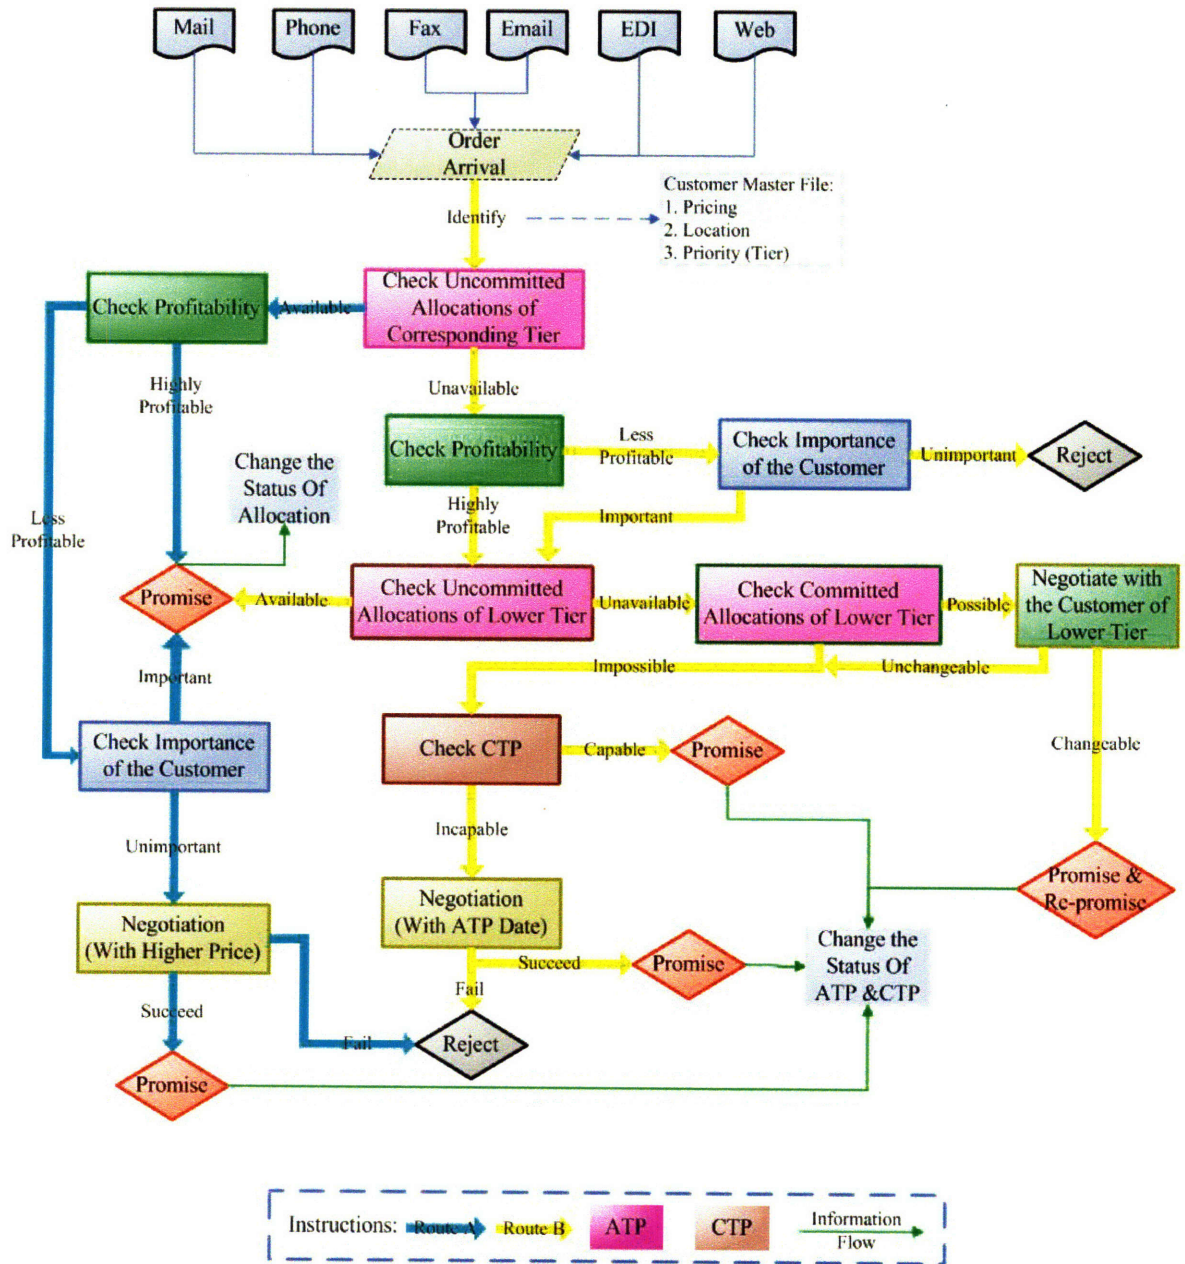 Mail
Phone
Fax
Email
EDI
Web
Order
Arrival
Identify
Customer Master File:
1. Pricing
2. Location
3. Priority (Tier)
Check Profitability
Available
Check Uncommitted
Allocations of
Corresponding Tier
Highly
Profitable
Unavailable
Check Profitability
Less
Profitable
Check Importance
of the Customer
Unimportant
Reject
Change the
Status Of
Allocation
Highly
Profitable
Important
Less
Profitable
Promise
Available
Check Uncommitted
Allocations of Lower Tier
Unavailable
Check Committed
Allocations of Lower Tier
Possible
Negotiate with
the Customer of
Lower Tier
Impossible
Unchangeable
Important
Check Importance
of the Customer
Check CTP
Capable
Promise
Changeable
Unimportant
Incapable
Promise &
Re-promise
Negotiation
(With Higher Price)
Negotiation
(With ATP Date)
Succeed
Promise
Change the
Status Of
ATP &CTP
Succeed
Fail
Fail
Reject
Promise
Instructions:
Route A
Route B
ATP
CTP
Information
Flow